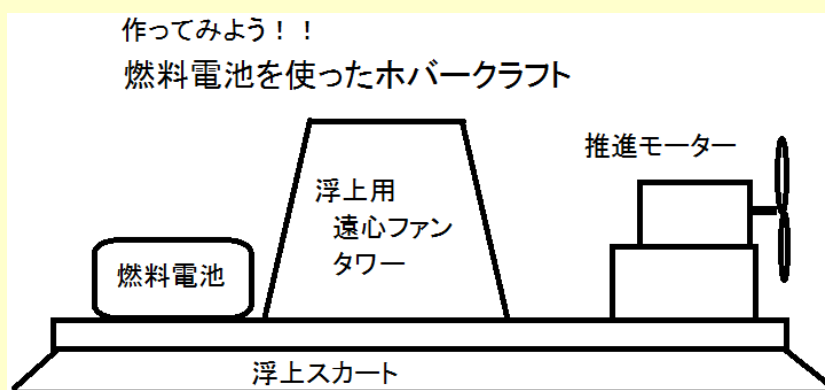 作ってみよう！！
燃料電池を使ったホバークラフト
推進モーター
浮上用
遠心ファン
タワー
燃料電池
浮上スカート